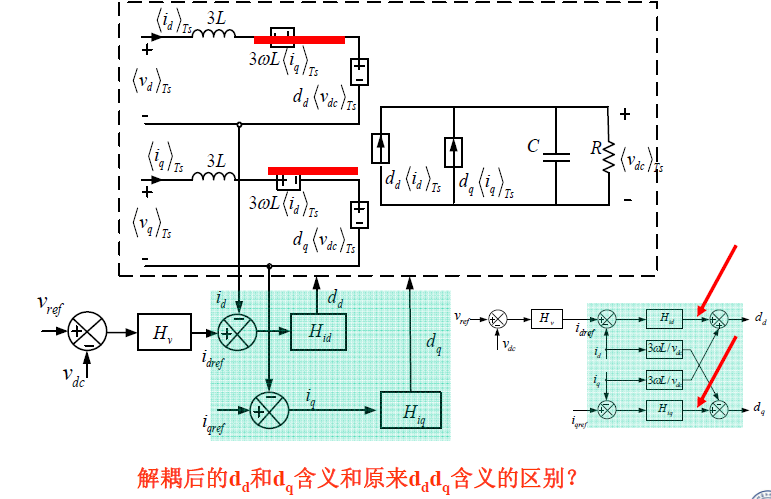 ⟨i_d⟩_Ts 3L
+
3ωL⟨i_q⟩_Ts
⟨v_d⟩_Ts
+
-
d_d⟨v_dc⟩_Ts
-
⟨i_q⟩_Ts 3L
+
3ωL⟨i_d⟩_Ts
⟨v_q⟩_Ts
+
-
d_q⟨v_dc⟩_Ts
-
d_d⟨i_d⟩_Ts d_q⟨i_q⟩_Ts C R + ⟨v_dc⟩_Ts -
v_ref + - v_dc H_v i_dref + - i_d H_id d_d
i_qref + - i_q H_iq d_q
v_ref + - v_dc H_v i_dref + - H_id + + d_d
i_d 3ωL/v_dc
i_q 3ωL/v_dc
i_qref + - H_iq + - d_q
解耦后的d_d和d_q含义和原来d_dd_q含义的区别?